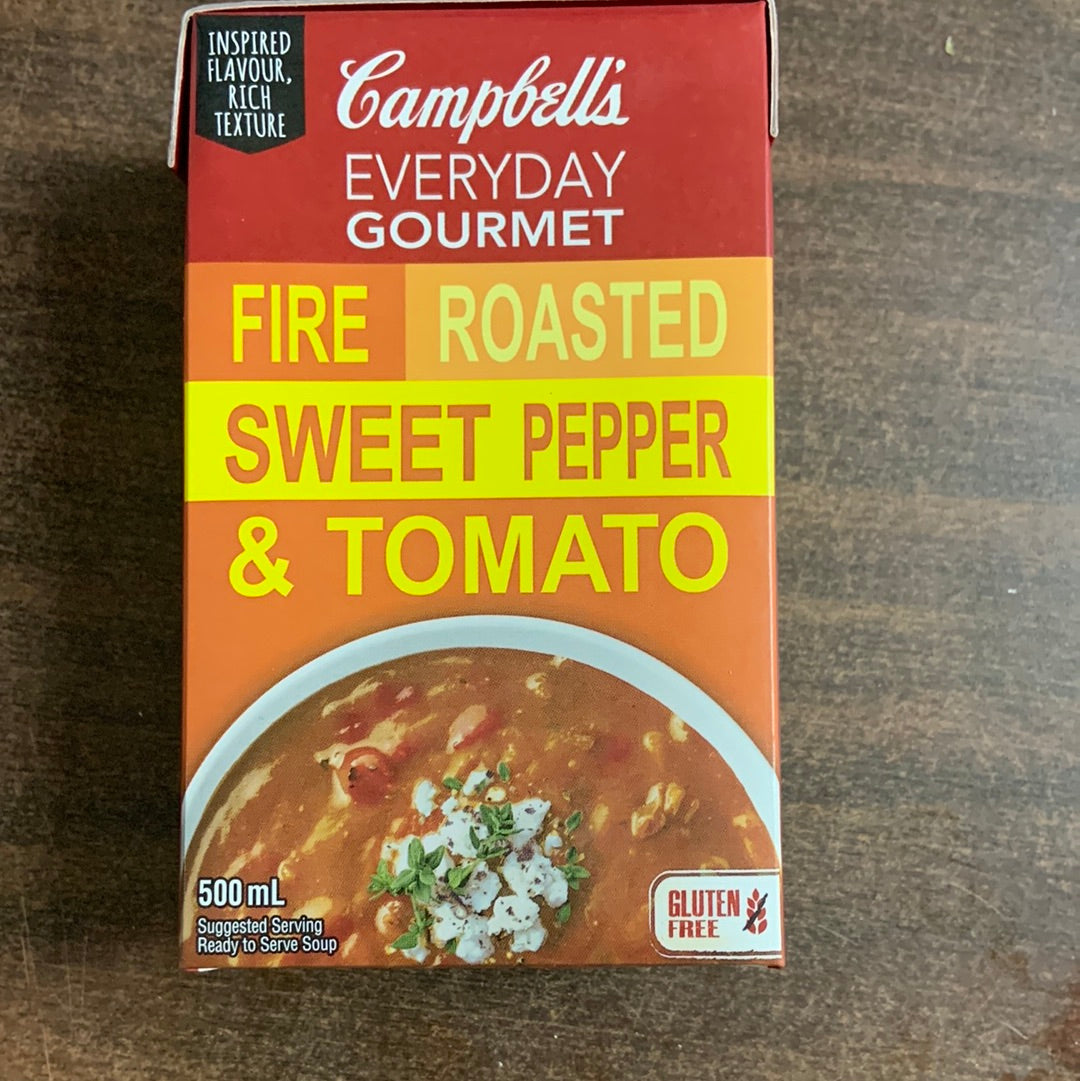 INSPIRED
FLAVOUR,
RICH
TEXTURE
Campbell's
EVERYDAY
GOURMET
FIRE ROASTED
SWEET PEPPER
& TOMATO
500 mL
Suggested Serving
Ready to Serve Soup
GLUTEN
FREE